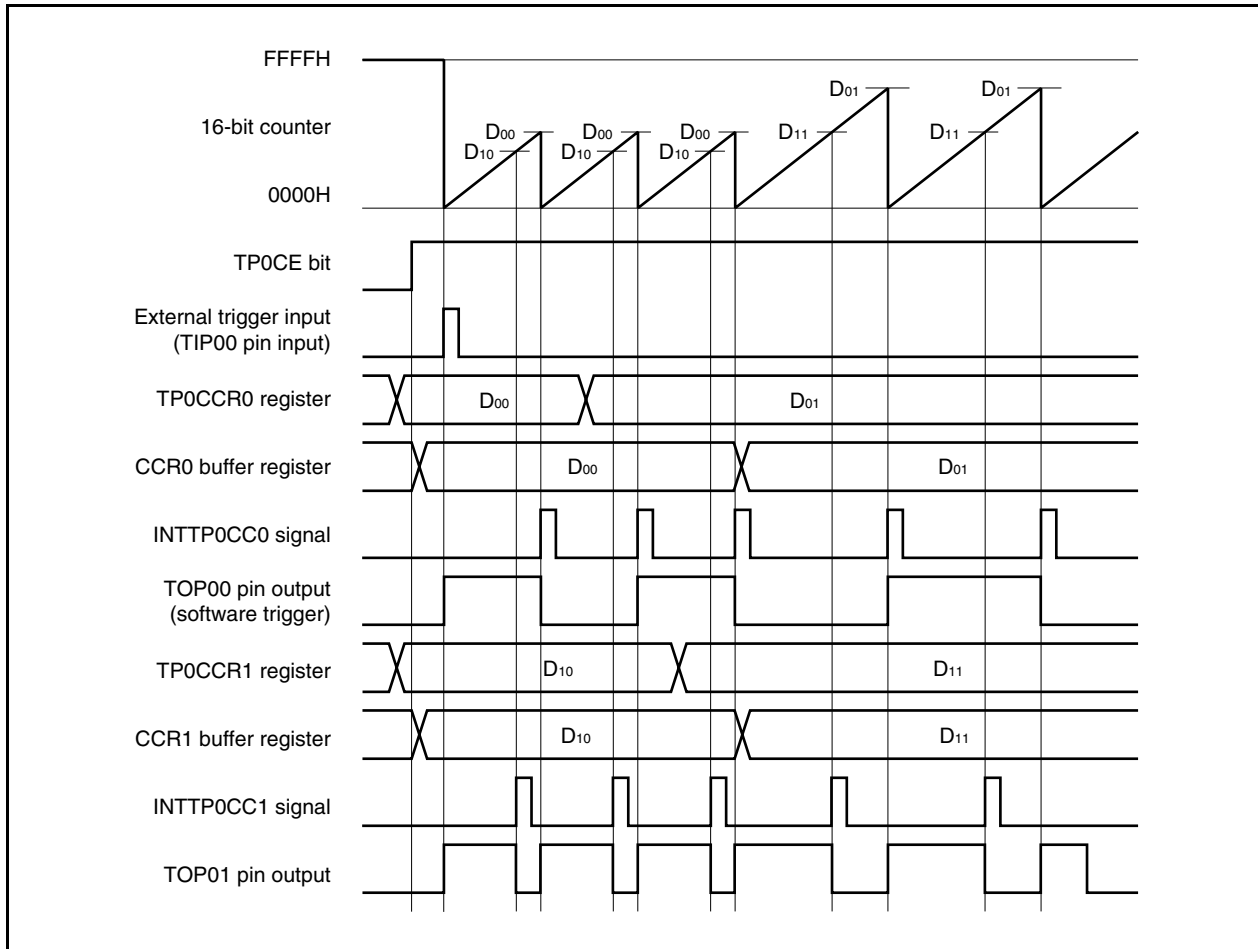 FFFFH
16-bit counter
0000H
D01
D01
D00
D00
D00
D11
D11
D10
D10
D10
TP0CE bit
External trigger input
(TIP00 pin input)
TP0CCR0 register
D00
D01
CCR0 buffer register
D00
D01
INTTP0CC0 signal
TOP00 pin output
(software trigger)
TP0CCR1 register
D10
D11
CCR1 buffer register
D10
D11
INTTP0CC1 signal
TOP01 pin output